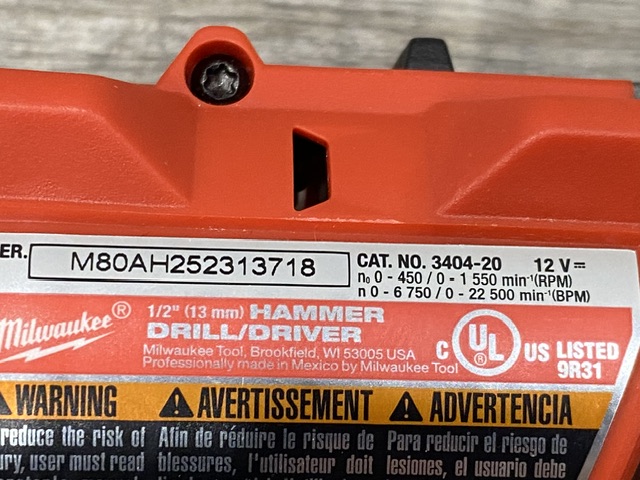 ER. M80AH252313718 CAT. NO. 3404-20 12 V⎓
n₀ 0 - 450 / 0 - 1 550 min⁻¹(RPM)
n 0 - 6 750 / 0 - 22 500 min⁻¹(BPM)
Milwaukee®
1/2" (13 mm) HAMMER
DRILL/DRIVER
Milwaukee Tool, Brookfield, WI 53005 USA
Professionally made in Mexico by Milwaukee Tool
C UL® US LISTED
9R31
WARNING
reduce the risk of
ury, user must read
AVERTISSEMENT
Afin de réduire le risque de
blessures, l'utilisateur doit
ADVERTENCIA
Para reducir el riesgo de
lesiones, el usuario debe